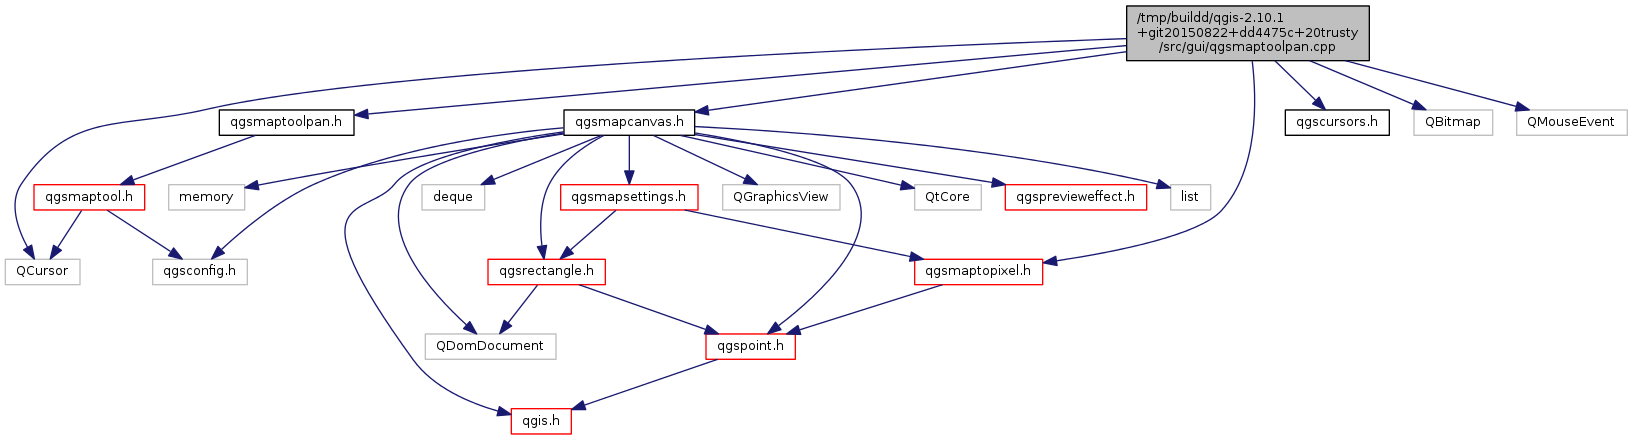 /tmp/buildd/qgis-2.10.1
+git20150822+dd4475c+20trusty
/src/gui/qgsmaptoolpan.cpp
qgsmaptoolpan.h
qgsmapcanvas.h
qgscursors.h
QBitmap
QMouseEvent
qgsmaptool.h
memory
deque
qgsmapsettings.h
QGraphicsView
QtCore
qgsprevieweffect.h
list
QCursor
qgsconfig.h
qgsrectangle.h
qgsmaptopixel.h
QDomDocument
qgspoint.h
qgis.h